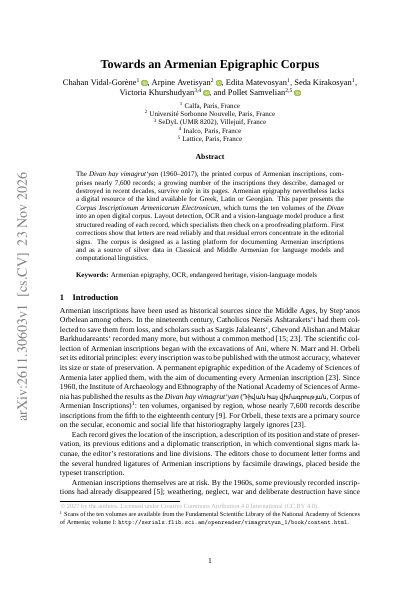 Towards an Armenian Epigraphic Corpus
Chahan Vidal-Gorène¹, Arpine Avetisyan², Edita Matevosyan¹, Seda Kirakosyan¹,
Victoria Khurshudyan³,⁴, and Pollet Samvelian²,⁵
¹ Calfa, Paris, France
² Université Sorbonne Nouvelle, Paris, France
³ SeDyL (UMR 8202), Villejuif, France
⁴ Inalco, Paris, France
⁵ Lattice, Paris, France
Abstract
The Divan hay vimagrut'yan (1960–2017), the printed corpus of Armenian inscriptions, com-
prises nearly 7,600 records; a growing number of the inscriptions they describe, damaged or
destroyed in recent decades, survive only in its pages. Armenian epigraphy nevertheless lacks
a digital resource of the kind available for Greek, Latin or Georgian. This paper presents the
Corpus Inscriptionum Armenicarum Electronicum, which turns the ten volumes of the Divan
into an open digital corpus. Layout detection, OCR and a vision-language model produce a first
structured reading of each record, which specialists then check on a proofreading platform. First
corrections show that letters are read reliably and that residual errors concentrate in the editorial
signs. The corpus is designed as a lasting platform for documenting Armenian inscriptions
and as a source of silver data in Classical and Middle Armenian for language models and
computational linguistics.
Keywords: Armenian epigraphy, OCR, endangered heritage, vision-language models
1 Introduction
Armenian inscriptions have been used as historical sources since the Middle Ages, by Step'anos
Orbelean among others. In the nineteenth century, Catholicos Nersēs Ashtarakets'i had them col-
lected to save them from loss, and scholars such as Sargis Jalaleants', Ghevond Alishan and Makar
Barkhudareants' recorded many more, but without a common method [15; 23]. The scientific col-
lection of Armenian inscriptions began with the excavations of Ani, where N. Marr and H. Orbeli
set its editorial principles: every inscription was to be published with the utmost accuracy, whatever
its size or state of preservation. A permanent epigraphic expedition of the Academy of Sciences of
Armenia later applied them, with the aim of documenting every Armenian inscription [23]. Since
1960, the Institute of Archaeology and Ethnography of the National Academy of Sciences of Arme-
nia has published the results as the Divan hay vimagrut'yan (Դիվան հայ վիմագրության, Corpus of
Armenian Inscriptions)¹: ten volumes, organised by region, whose nearly 7,600 records describe
inscriptions from the fifth to the eighteenth century [9]. For Orbeli, these texts are a primary source
on the secular, economic and social life that historiography largely ignores [23].
Each record gives the location of the inscription, a description of its position and state of preser-
vation, its previous editions and a diplomatic transcription, in which conventional signs mark la-
cunae, the editor's restorations and line divisions. The editors chose to document letter forms and
the several hundred ligatures of Armenian inscriptions by facsimile drawings, placed beside the
typeset transcription.
Armenian inscriptions themselves are at risk. By the 1960s, some previously recorded inscrip-
tions had already disappeared [5]; weathering, neglect, war and deliberate destruction have since
© 2027 by the authors. Licensed under Creative Commons Attribution 4.0 International (CC BY 4.0).
¹ Scans of the ten volumes are available from the Fundamental Scientific Library of the National Academy of Sciences
of Armenia; volume I: http://serials.flib.sci.am/openreader/vimagrutyun_1/book/content.html.
1
arXiv:2611.30603v1 [cs.CV] 23 Nov 2026